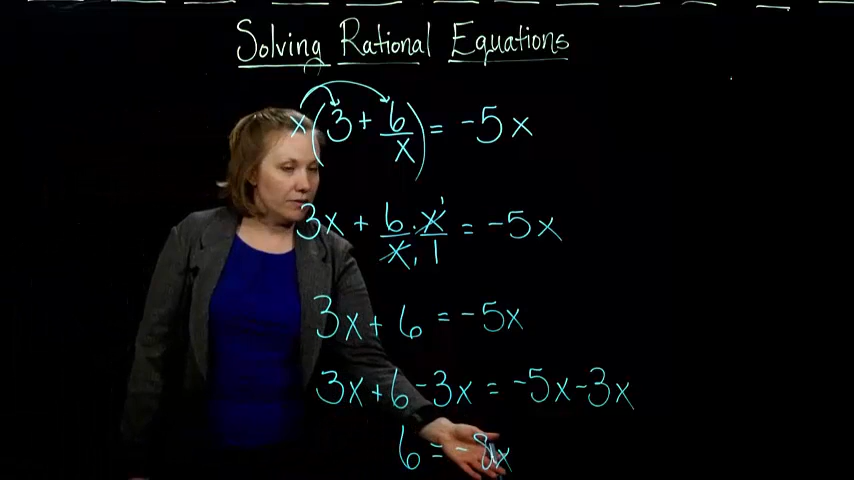 Solving Rational Equations
x(3 + 6/x) = -5x
3x + 6/x · x/1 = -5x
3x + 6 = -5x
3x + 6 - 3x = -5x - 3x
6 = -8x